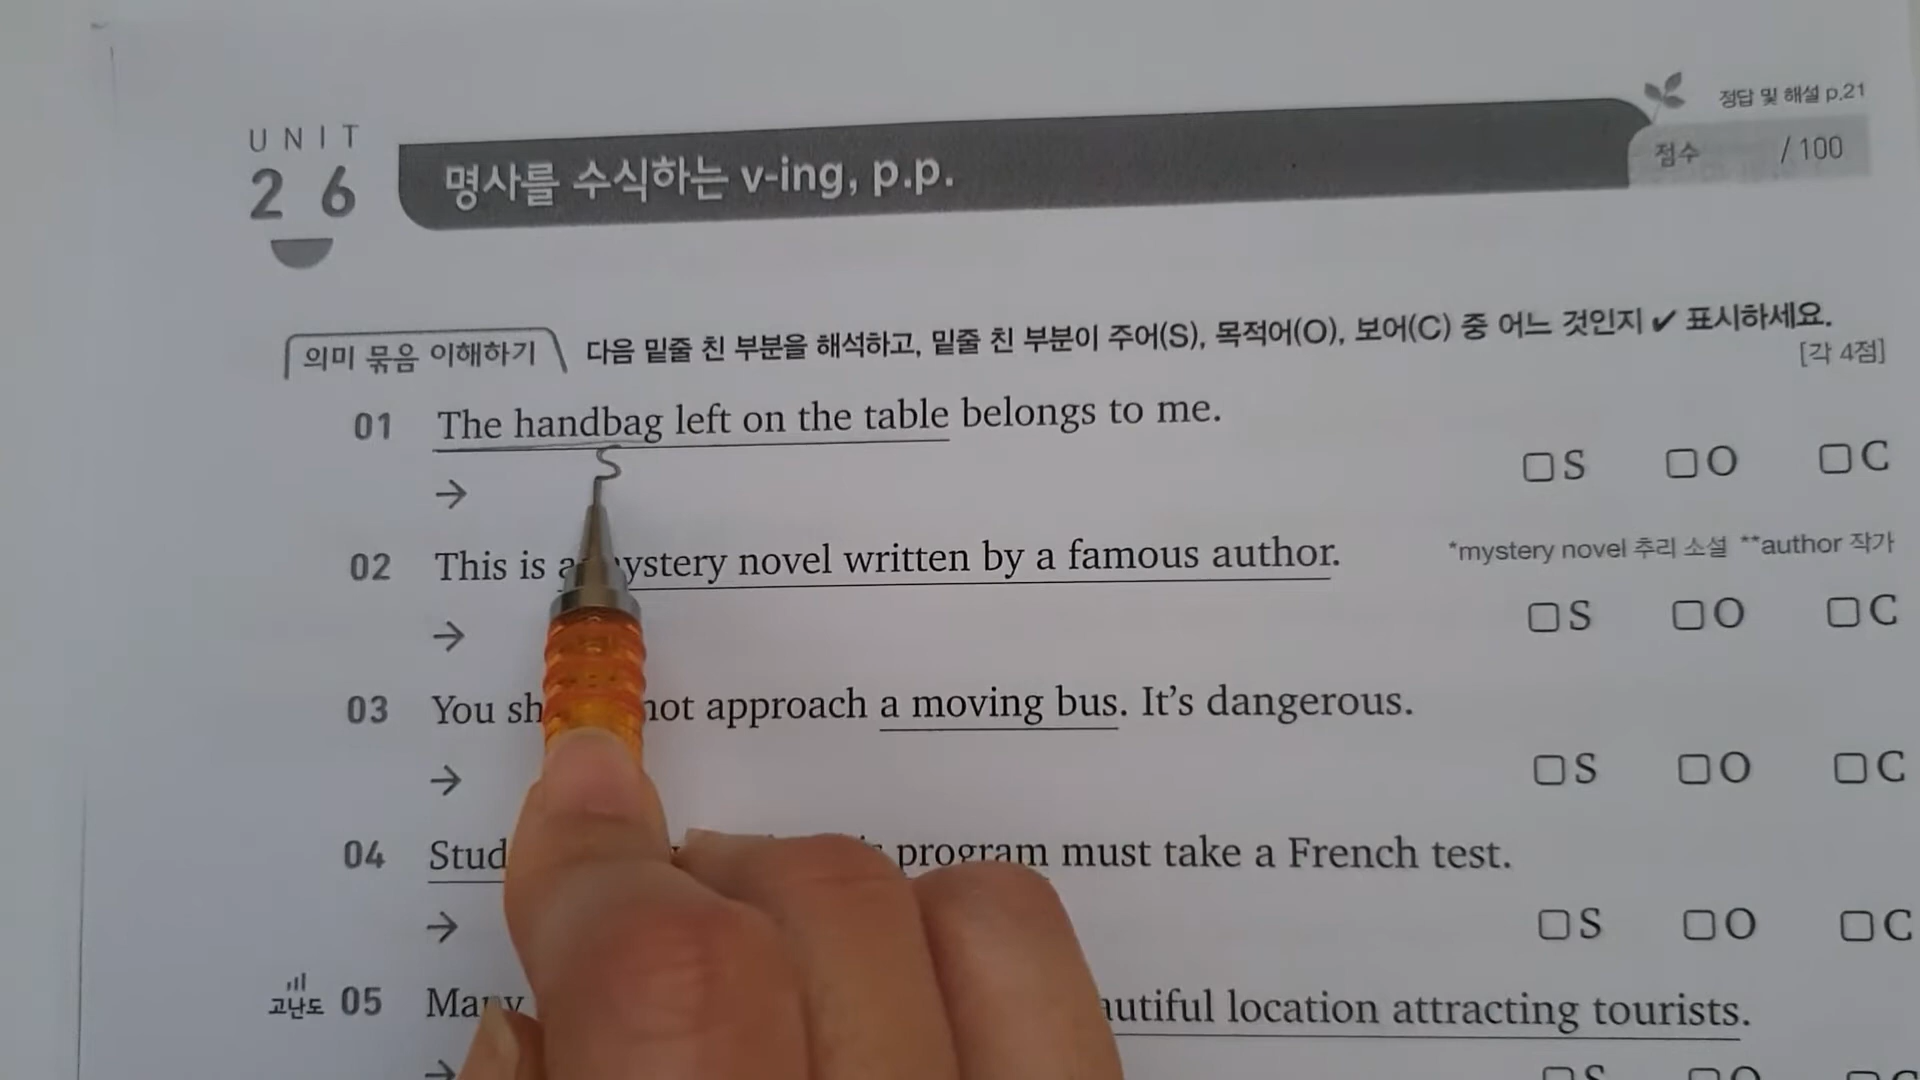 정답 및 해설 p.21
UNIT
26
명사를 수식하는 v-ing, p.p.
점수 / 100
의미 묶음 이해하기 다음 밑줄 친 부분을 해석하고, 밑줄 친 부분이 주어(S), 목적어(O), 보어(C) 중 어느 것인지 ✔ 표시하세요.
[각 4점]
01 The handbag left on the table belongs to me.
S
→ □ S □ O □ C
02 This is mystery novel written by a famous author. *mystery novel 추리 소설 **author 작가
→ □ S □ O □ C
03 You not approach a moving bus. It's dangerous.
→ □ S □ O □ C
04 program must take a French test.
→ □ S □ O □ C
고난도 05 Many location attracting tourists.
→ □ S □ O □ C